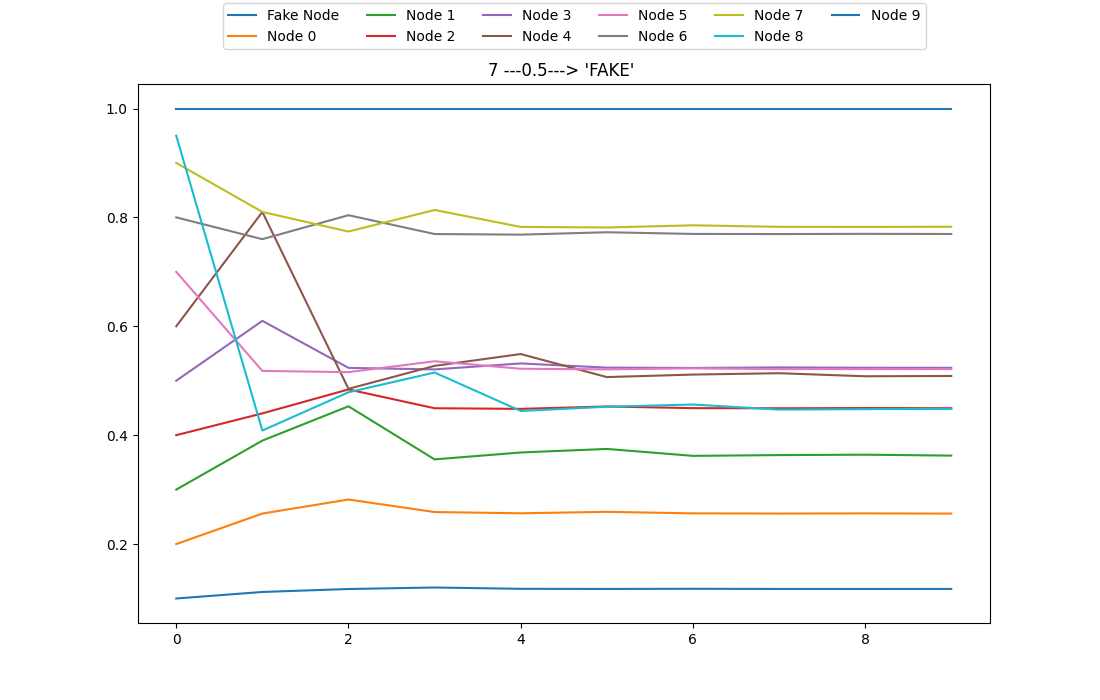 Fake Node Node 1 Node 3 Node 5 Node 7 Node 9
Node 0 Node 2 Node 4 Node 6 Node 8
7 ---0.5---> 'FAKE'
1.0
0.8
0.6
0.4
0.2
0 2 4 6 8